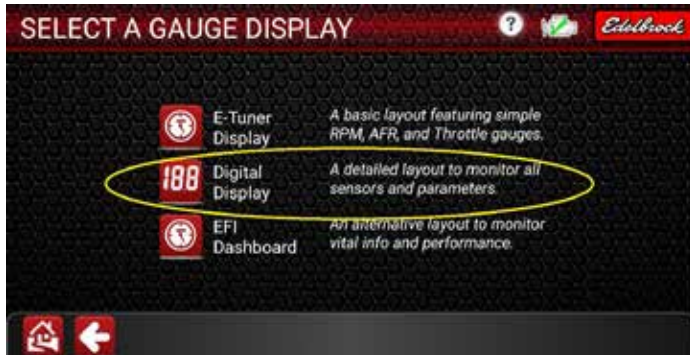 SELECT A GAUGE DISPLAY
?
Edelbrock
E-Tuner
Display
A basic layout featuring simple
RPM, AFR, and Throttle gauges.
188
Digital
Display
A detailed layout to monitor all
sensors and parameters.
EFI
Dashboard
An alternative layout to monitor
vital info and performance.